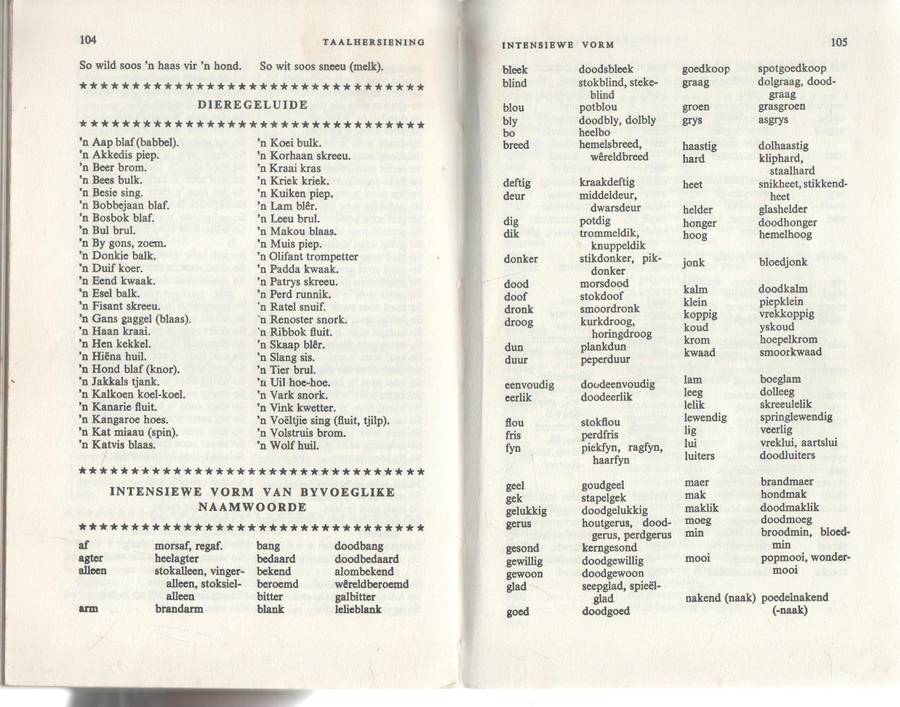 104
TAALHERSIENING
So wild soos 'n haas vir 'n hond. So wit soos sneeu (melk).
DIEREGELUIDE
'n Aap blaf (babbel).
'n Akkedis piep.
'n Beer brom.
'n Bees bulk.
'n Besie sing.
'n Bobbejaan blaf.
'n Bosbok blaf.
'n Bul brul.
'n By gons, zoem.
'n Donkie balk.
'n Duif koer.
'n Eend kwaak.
'n Esel balk.
'n Fisant skreeu.
'n Gans gaggel (blaas).
'n Haan kraai.
'n Hen kekkel.
'n Hiëna huil.
'n Hond blaf (knor).
'n Jakkals tjank.
'n Kalkoen koel-koel.
'n Kanarie fluit.
'n Kangaroe hoes.
'n Kat miaau (spin).
'n Katvis blaas.
'n Koei bulk.
'n Korhaan skreeu.
'n Kraai kras
'n Kriek kriek.
'n Kuiken piep.
'n Lam blêr.
'n Leeu brul.
'n Makou blaas.
'n Muis piep.
'n Olifant trompetter
'n Padda kwaak.
'n Patrys skreeu.
'n Perd runnik.
'n Ratel snuif.
'n Renoster snork.
'n Ribbok fluit.
'n Skaap blêr.
'n Slang sis.
'n Tier brul.
'n Uil hoe-hoe.
'n Vark snork.
'n Vink kwetter.
'n Voëltjie sing (fluit, tjilp).
'n Volstruis brom.
'n Wolf huil.
INTENSIEWE VORM VAN BYVOEGLIKE
NAAMWOORDE
af morsaf, regaf.
agter heelagter
alleen stokalleen, vinger-
alleen, stoksiel-
alleen
arm brandarm
bang doodbang
bedaard doodbedaard
bekend alombekend
beroemd wêreldberoemd
bitter galbitter
blank lelieblank
INTENSIEWE VORM
105
bleek doodsbleek
blind stokblind, steke-
blind
blou potblou
bly doodbly, dolbly
bo heelbo
breed hemelsbreed,
wêreldbreed
deftig kraakdeftig
deur middeldeur,
dwarsdeur
dig potdig
dik trommeldik,
knuppeldik
donker stikdonker, pik-
donker
dood morsdood
doof stokdoof
dronk smoordronk
droog kurkdroog,
horingdroog
dun plankdun
duur peperduur
eenvoudig doodeenvoudig
eerlik doodeerlik
flou stokflou
fris perdfris
fyn piekfyn, ragfyn,
haarfyn
geel goudgeel
gek stapelgek
gelukkig doodgelukkig
gerus houtgerus, dood-
gerus, perdgerus
gesond kerngesond
gewillig doodgewillig
gewoon doodgewoon
glad seepglad, spieël-
glad
goed doodgoed
goedkoop spotgoedkoop
graag dolgraag, dood-
graag
groen grasgroen
grys asgrys
haastig dolhaastig
hard kliphard,
staalhard
heet snikheet, stikkend-
heet
helder glashelder
honger doodhonger
hoog hemelhoog
jonk bloedjonk
kalm doodkalm
klein piepklein
koppig vrekkoppig
koud yskoud
krom hoepelkrom
kwaad smoorkwaad
lam boeglam
leeg dolleeg
lelik skreeulelik
lewendig springlewendig
lig veerlig
lui vreklui, aartslui
luiters doodluiters
maer brandmaer
mak hondmak
maklik doodmaklik
moeg doodmoeg
min broodmin, bloed-
min
mooi popmooi, wonder-
mooi
nakend (naak) poedelnakend
(-naak)